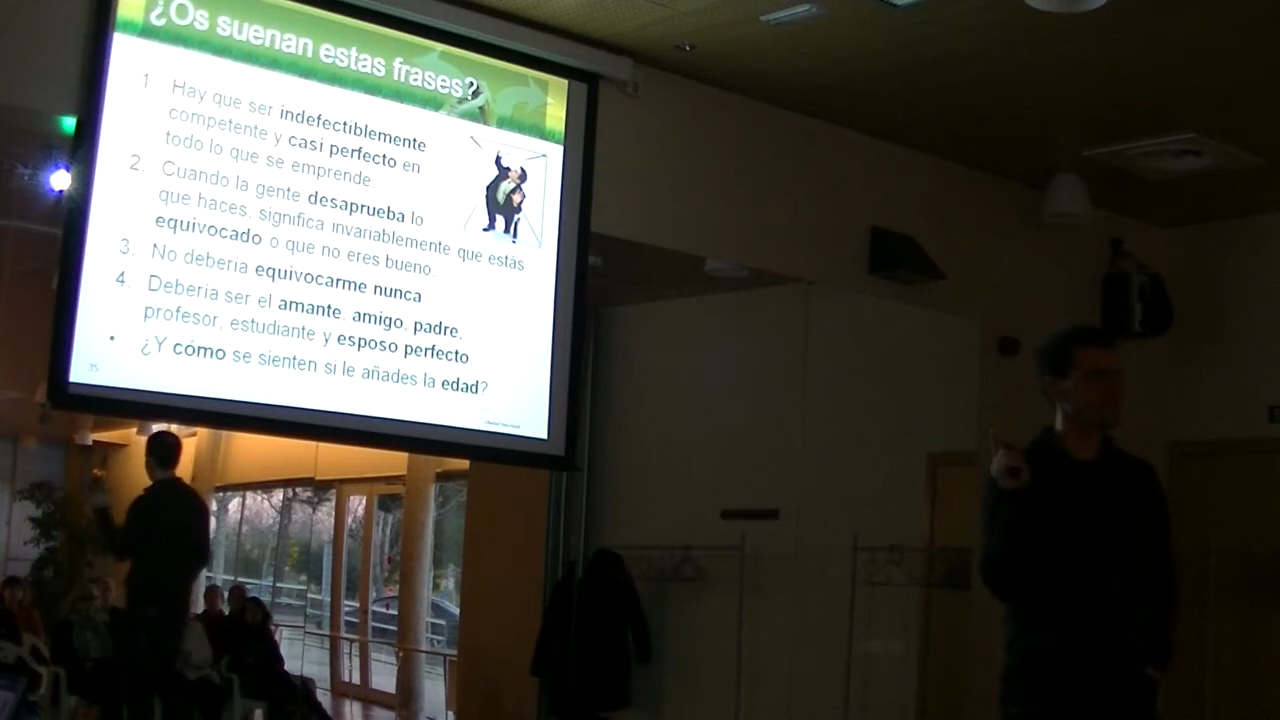 ¿Os suenan estas frases?
1 Hay que ser indefectiblemente
competente y casi perfecto en
todo lo que se emprende
2. Cuando la gente desaprueba lo
que haces, significa invariablemente que estás
equivocado o que no eres bueno.
3. No debería equivocarme nunca
4. Debería ser el amante, amigo, padre,
profesor, estudiante y esposo perfecto
• ¿Y cómo se sienten si le añades la edad?
35